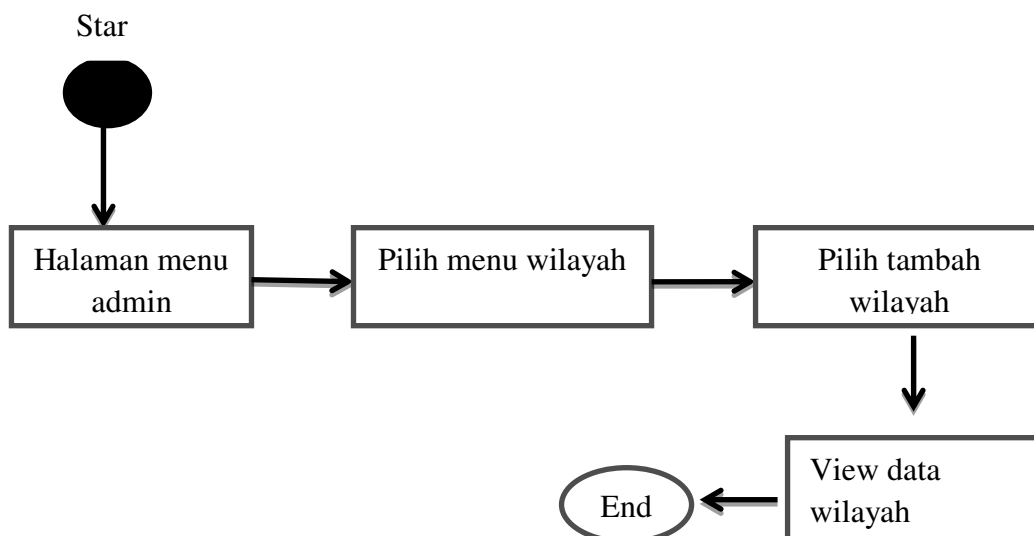 Star
Halaman menu
admin
Pilih menu wilayah
Pilih tambah
wilayah
View data
wilayah
End